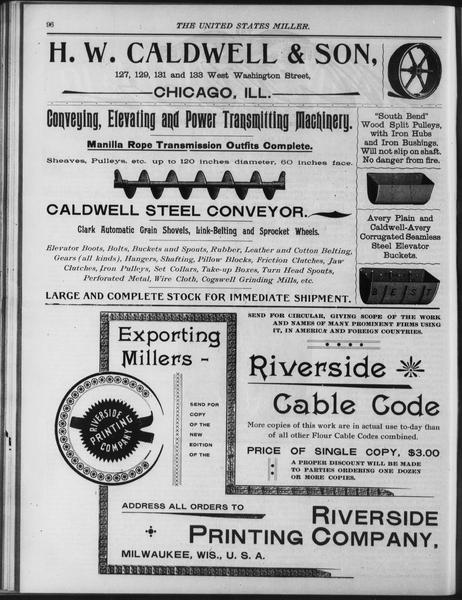 96
THE UNITED STATES MILLER.
H. W. CALDWELL & SON,
127, 129, 131 and 133 West Washington Street,
CHICAGO, ILL.
Conveying, Elevating and Power Transmitting Machinery.
Manilla Rope Transmission Outfits Complete.
Sheaves, Pulleys, etc. up to 120 inches diameter, 60 inches face.
CALDWELL STEEL CONVEYOR.
Clark Automatic Grain Shovels, Link-Belting and Sprocket Wheels.
Elevator Boots, Bolts, Buckets and Spouts, Rubber, Leather and Cotton Belting,
Gears (all kinds), Hangers, Shafting, Pillow Blocks, Friction Clutches, Jaw
Clutches, Iron Pulleys, Set Collars, Take-up Boxes, Turn Head Spouts,
Perforated Metal, Wire Cloth, Cogswell Grinding Mills, etc.
LARGE AND COMPLETE STOCK FOR IMMEDIATE SHIPMENT.
"South Bend"
Wood Split Pulleys,
with Iron Hubs
and Iron Bushings.
Will not slip on shaft.
No danger from fire.
Avery Plain and
Caldwell-Avery
Corrugated Seamless
Steel Elevator
Buckets.
BEST
Exporting
Millers -
SEND FOR
COPY
OF THE
NEW
EDITION
OF THE
RIVERSIDE
PRINTING
COMPANY
SEND FOR CIRCULAR, GIVING SCOPE OF THE WORK
AND NAMES OF MANY PROMINENT FIRMS USING
IT, IN AMERICA AND FOREIGN COUNTRIES.
Riverside
Cable Code
More copies of this work are in actual use to-day than
of all other Flour Cable Codes combined.
PRICE OF SINGLE COPY, $3.00
A PROPER DISCOUNT WILL BE MADE
TO PARTIES ORDERING ONE DOZEN
OR MORE COPIES.
ADDRESS ALL ORDERS TO
RIVERSIDE
PRINTING COMPANY,
MILWAUKEE, WIS., U. S. A.